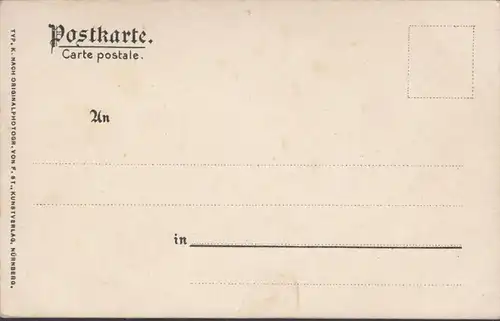 Postkarte.
Carte postale.
An
in
TYP. K. NACH ORIGINALPHOTOGR. VON F. ST., KUNSTVERLAG, NÜRNBERG.